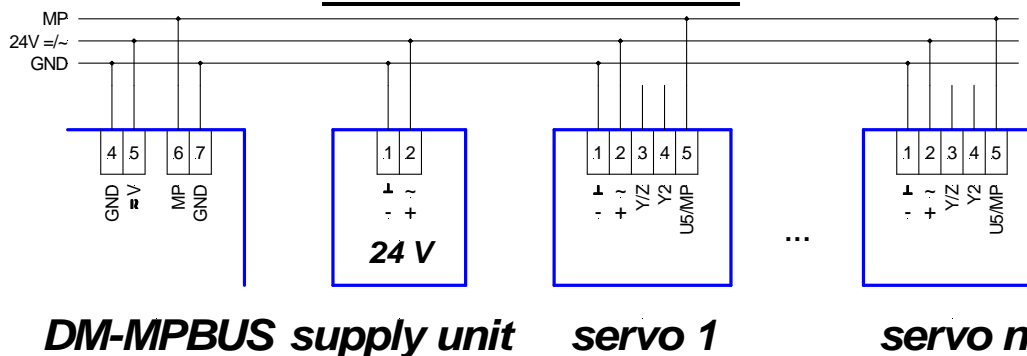 MP
24V =/~
GND
4 5 6 7
GND
V
MP
GND
1 2
⊥ ~
- +
24 V
1 2 3 4 5
⊥ ~
- +
Y/Z
Y2
U5/MP
...
1 2 3 4 5
⊥ ~
- +
Y/Z
Y2
U5/MP
DM-MPBUS supply unit servo 1 servo n